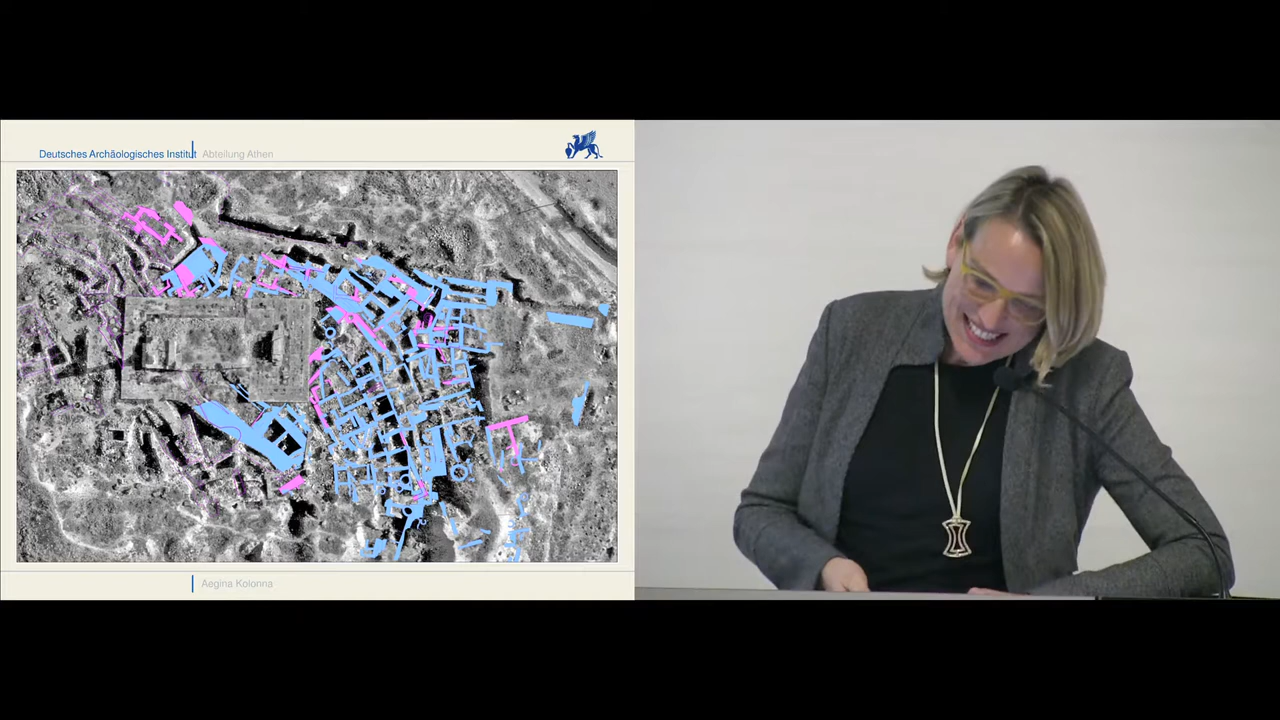 Deutsches Archäologisches Institut
Abteilung Athen
Aegina Kolonna